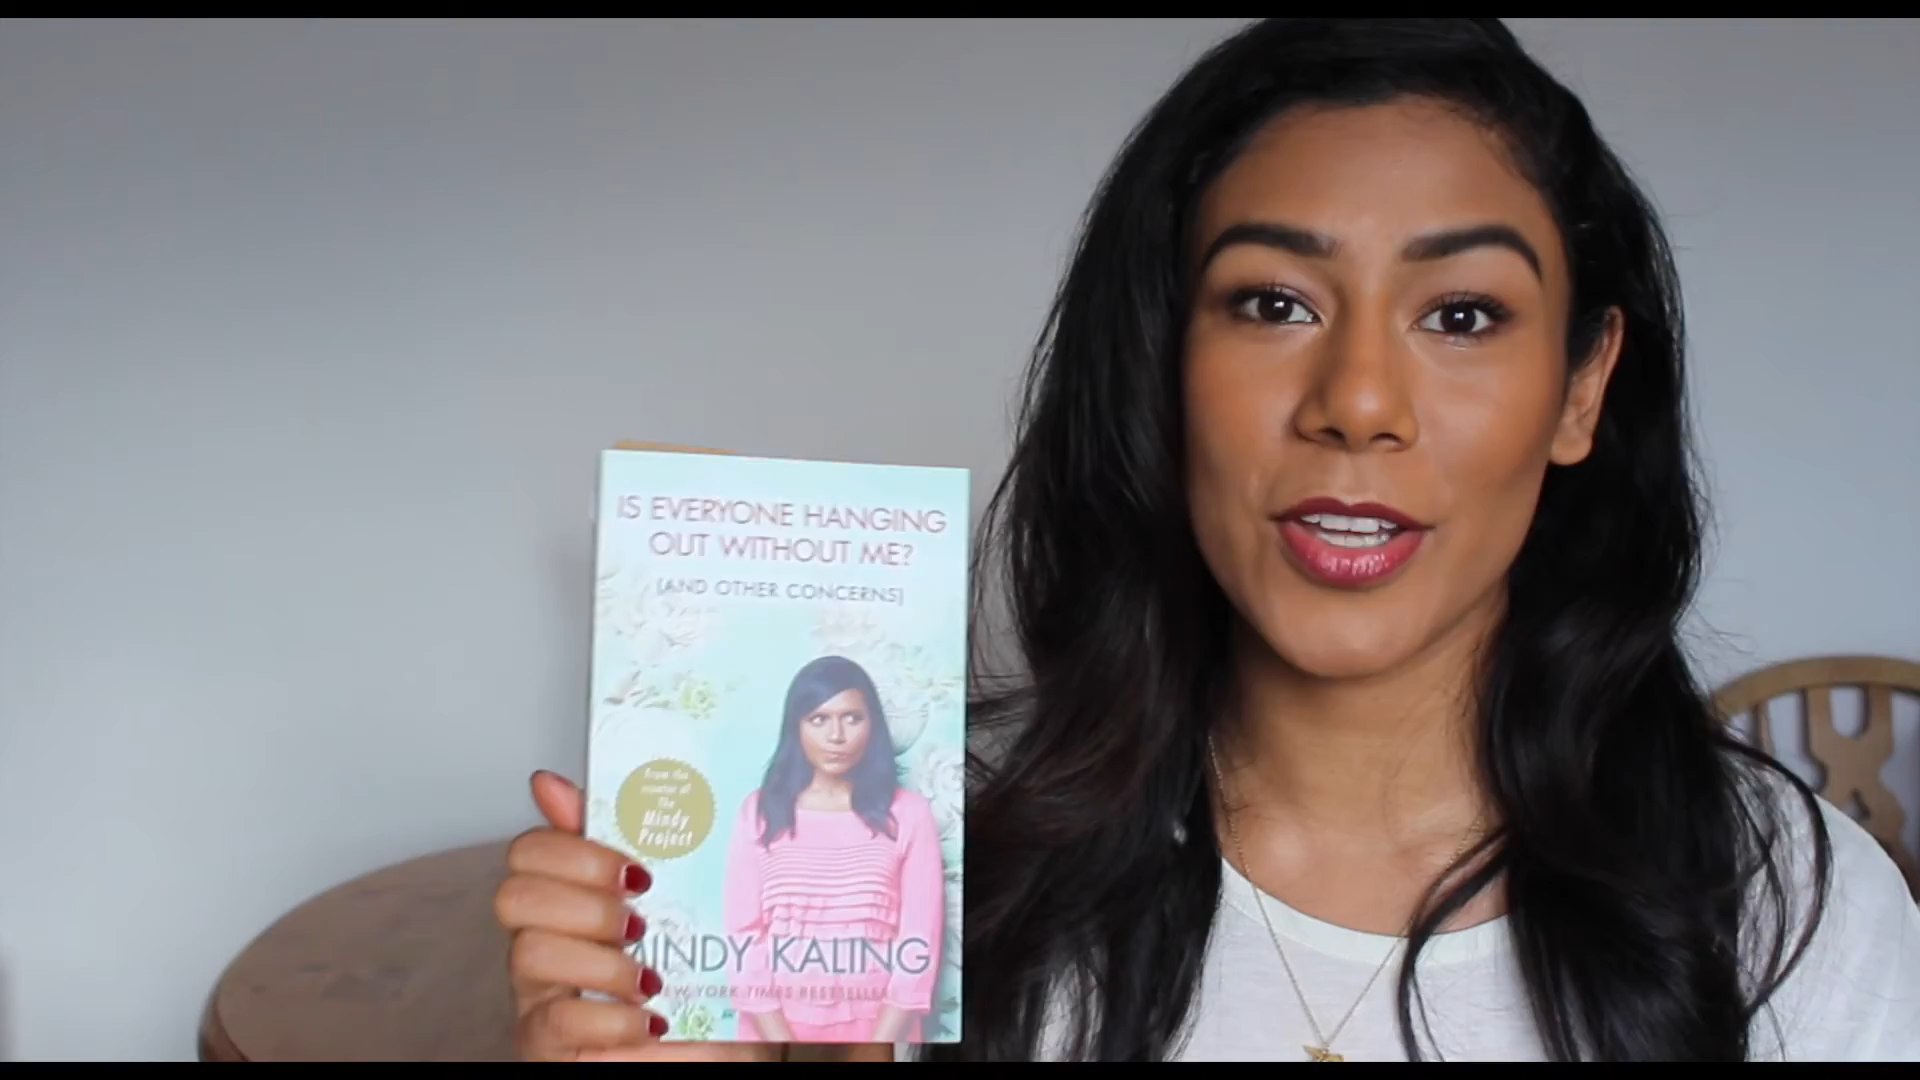 IS EVERYONE HANGING
OUT WITHOUT ME?
(AND OTHER CONCERNS)
From the
creator of
The
Mindy
Project
MINDY KALING
NEW YORK TIMES BESTSELLER